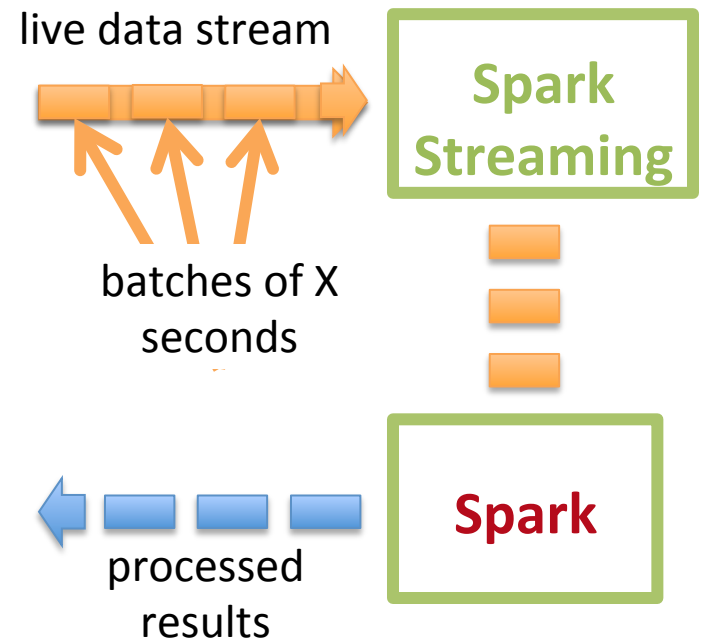 live data stream
Spark
Streaming
batches of X
seconds
Spark
processed
results